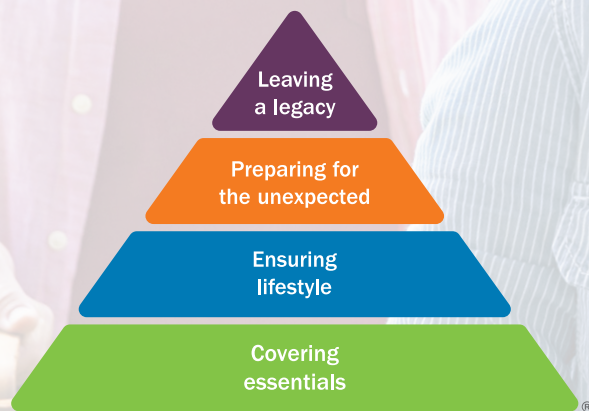 Leaving
a legacy
Preparing for
the unexpected
Ensuring
lifestyle
Covering
essentials
®